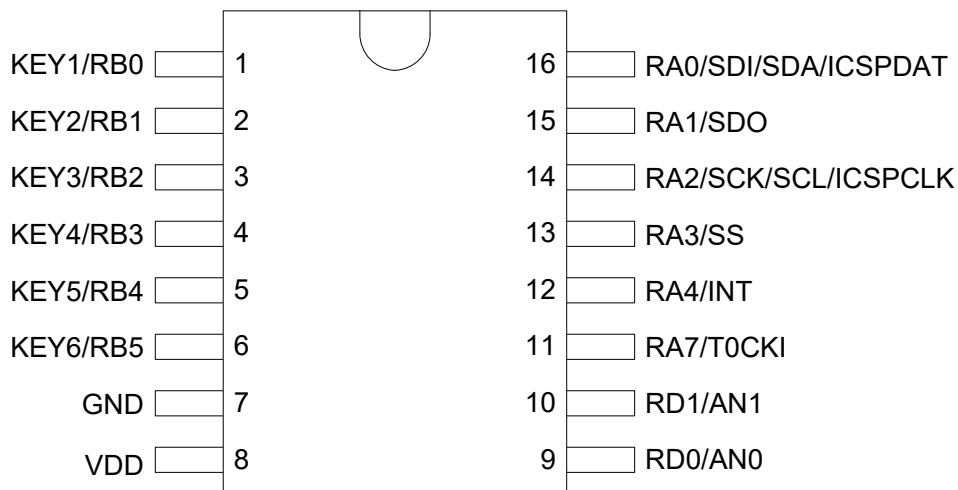 KEY1/RB0 1 16 RA0/SDI/SDA/ICSPDAT
KEY2/RB1 2 15 RA1/SDO
KEY3/RB2 3 14 RA2/SCK/SCL/ICSPCLK
KEY4/RB3 4 13 RA3/SS
KEY5/RB4 5 12 RA4/INT
KEY6/RB5 6 11 RA7/T0CKI
GND 7 10 RD1/AN1
VDD 8 9 RD0/AN0